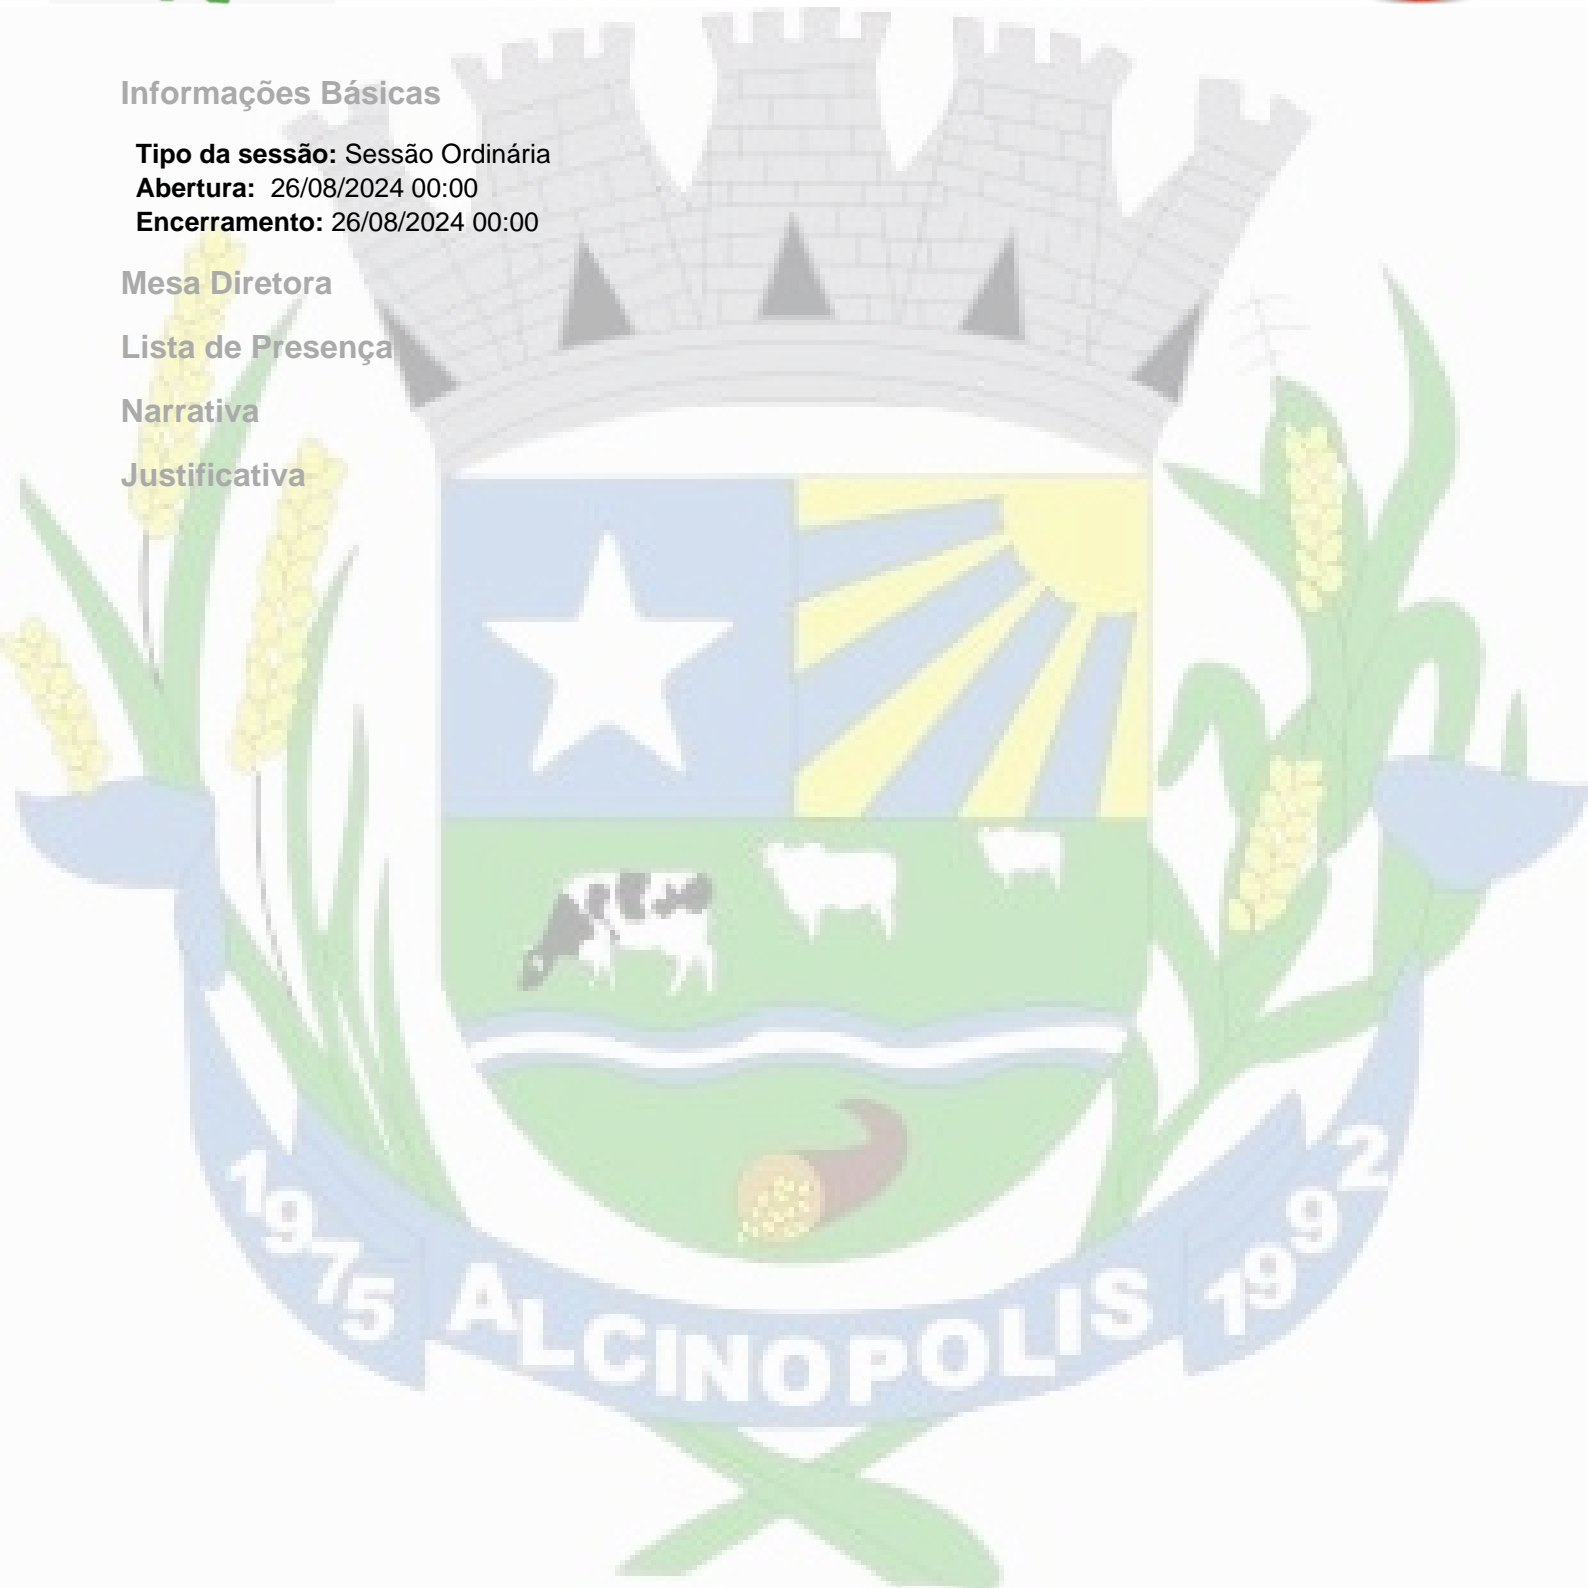 Informações Básicas
Tipo da sessão: Sessão Ordinária
Abertura: 26/08/2024 00:00
Encerramento: 26/08/2024 00:00
Mesa Diretora
Lista de Presença
Narrativa
Justificativa
1975 ALCINOPOLIS 1992